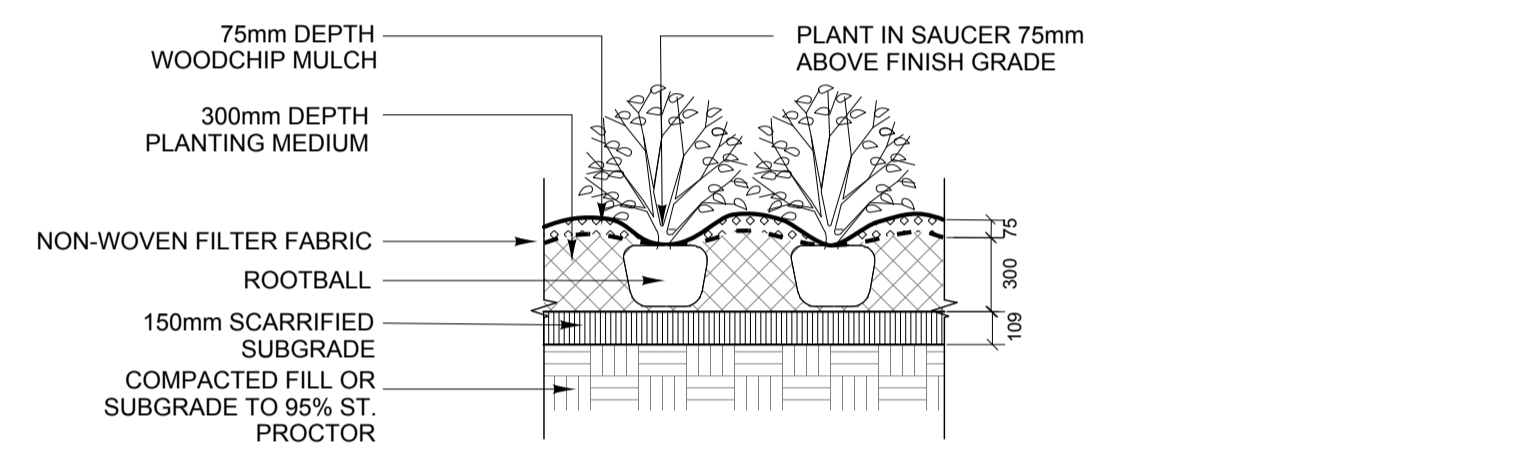 75mm DEPTH
WOODCHIP MULCH
PLANT IN SAUCER 75mm
ABOVE FINISH GRADE
300mm DEPTH
PLANTING MEDIUM
NON-WOVEN FILTER FABRIC
ROOTBALL
150mm SCARRIFIED
SUBGRADE
COMPACTED FILL OR
SUBGRADE TO 95% ST.
PROCTOR
75
300
109